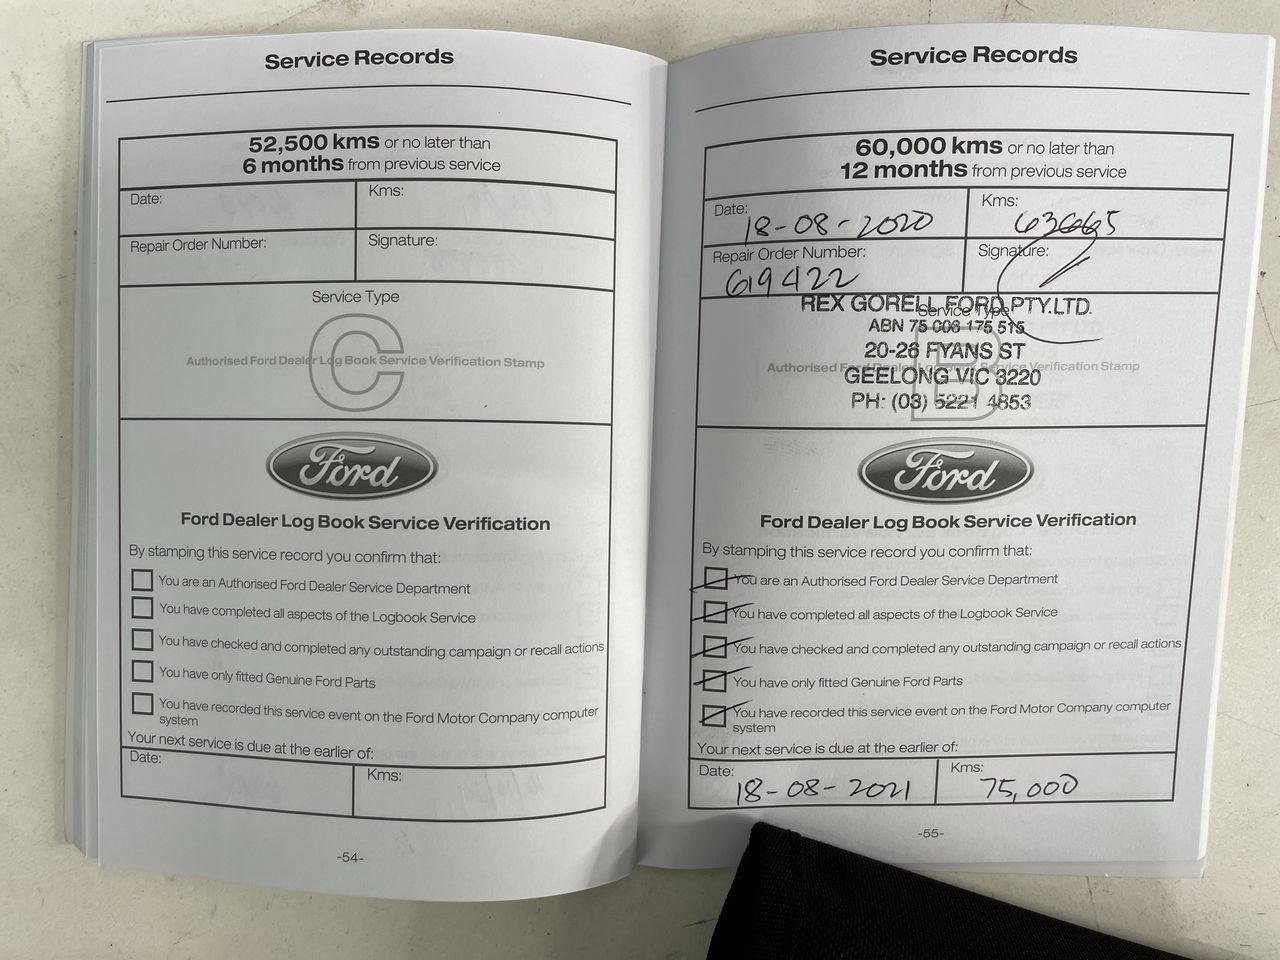 Service Records
52,500 kms or no later than
6 months from previous service
Date:
Kms:
Repair Order Number:
Signature:
Service Type
C
Authorised Ford Dealer Log Book Service Verification Stamp
Ford
Ford Dealer Log Book Service Verification
By stamping this service record you confirm that:
You are an Authorised Ford Dealer Service Department
You have completed all aspects of the Logbook Service
You have checked and completed any outstanding campaign or recall actions
You have only fitted Genuine Ford Parts
You have recorded this service event on the Ford Motor Company computer
system
Your next service is due at the earlier of:
Date:
Kms:
-54-
Service Records
60,000 kms or no later than
12 months from previous service
Date: 18-08-2020
Kms: 63665
Repair Order Number:
619422
Signature:
Service Type
REX GORELL FORD PTY.LTD.
ABN 75 006 175 515
20-26 FYANS ST
B
Authorised Ford Dealer Log Book Service Verification Stamp
GEELONG VIC 3220
PH: (03) 5221 4853
Ford
Ford Dealer Log Book Service Verification
By stamping this service record you confirm that:
You are an Authorised Ford Dealer Service Department
You have completed all aspects of the Logbook Service
You have checked and completed any outstanding campaign or recall actions
You have only fitted Genuine Ford Parts
You have recorded this service event on the Ford Motor Company computer
system
Your next service is due at the earlier of:
Date: 18-08-2021
Kms: 75,000
-55-